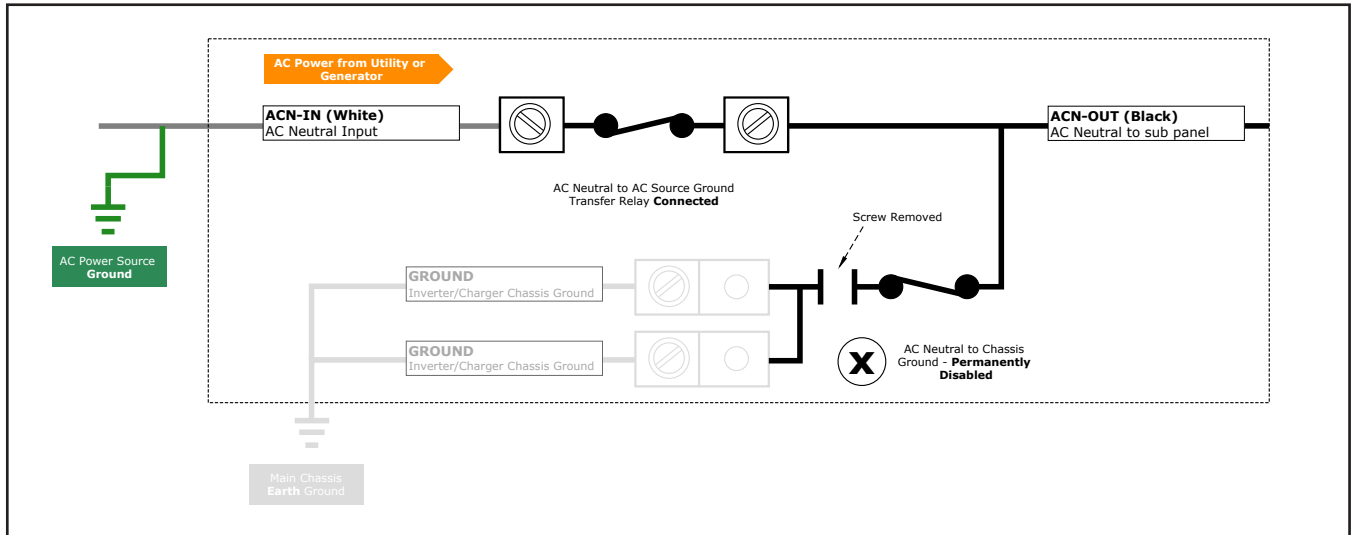 AC Power from Utility or
Generator
ACN-IN (White)
AC Neutral Input
ACN-OUT (Black)
AC Neutral to sub panel
AC Neutral to AC Source Ground
Transfer Relay Connected
Screw Removed
AC Power Source
Ground
GROUND
Inverter/Charger Chassis Ground
GROUND
Inverter/Charger Chassis Ground
X
AC Neutral to Chassis
Ground - Permanently
Disabled
Main Chassis
Earth Ground